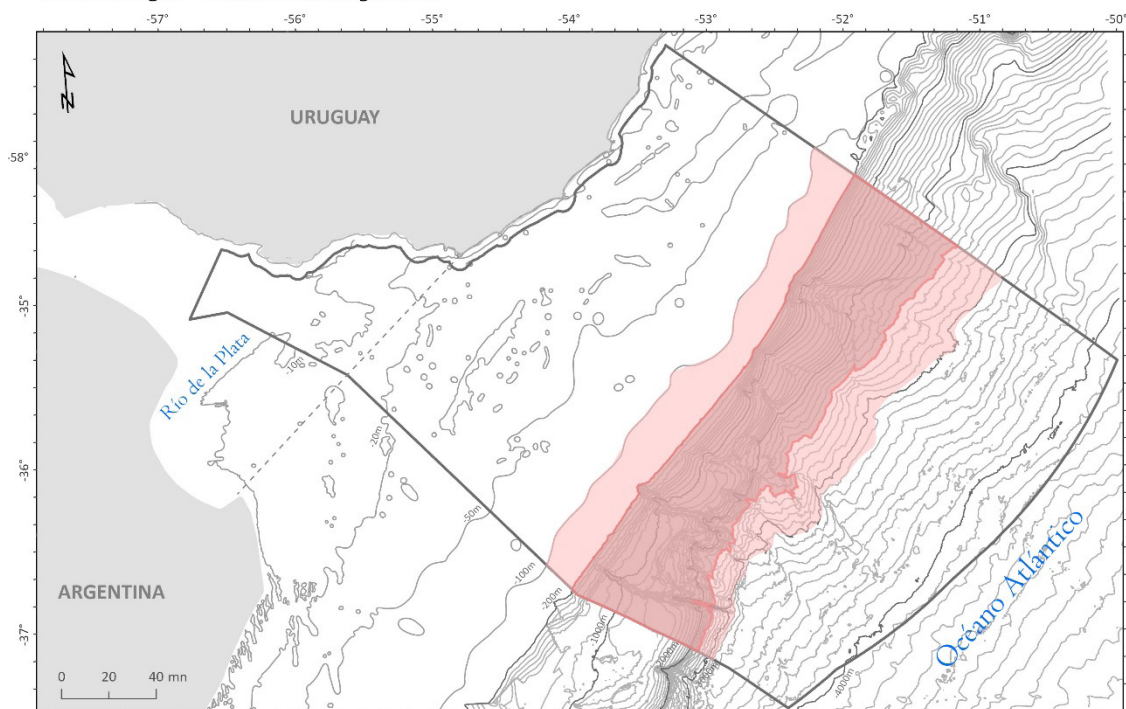 -57° -56° -55° -54° -53° -52° -51° -50°
URUGUAY
-58°
-35°
Río de la Plata
-10m
-20m
-36°
-50m
Océano Atlántico
-100m
ARGENTINA
-200m
-1000m
-37°
-4000m
0 20 40 mn